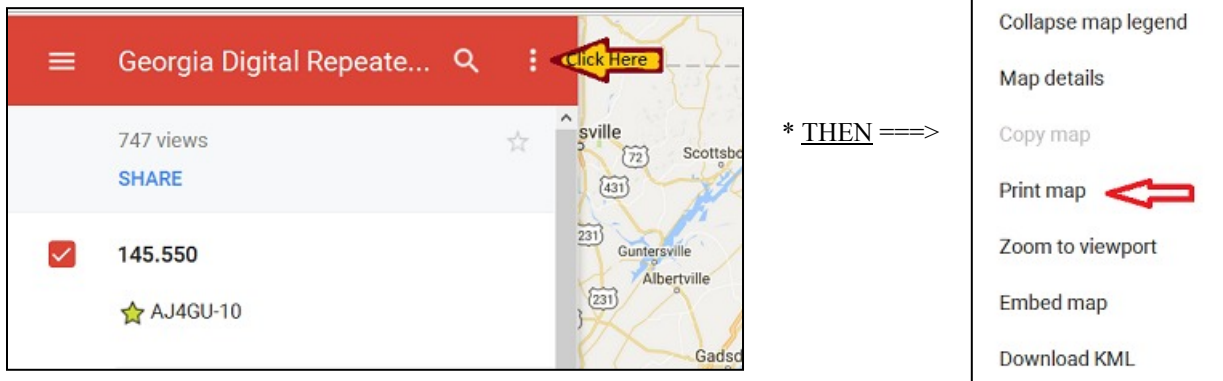 Georgia Digital Repeate...
Click Here
747 views
SHARE
145.550
AJ4GU-10
sville
72
Scottsbo
431
231
Guntersville
Albertville
231
Gadsd
* THEN ===>
Collapse map legend
Map details
Copy map
Print map
Zoom to viewport
Embed map
Download KML